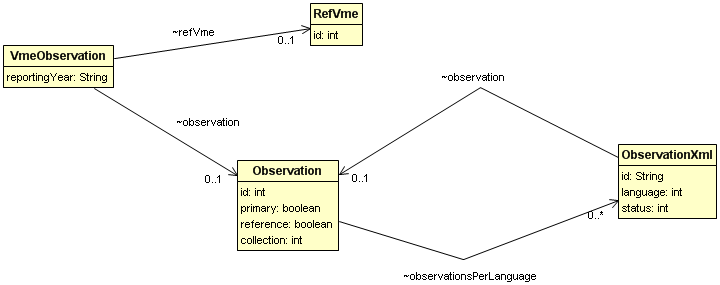 RefVme
id: int
~refVme
0..1
VmeObservation
reportingYear: String
~observation
0..1
~observation
0..1
Observation
id: int
primary: boolean
reference: boolean
collection: int
ObservationXml
id: String
language: int
status: int
0..*
~observationsPerLanguage